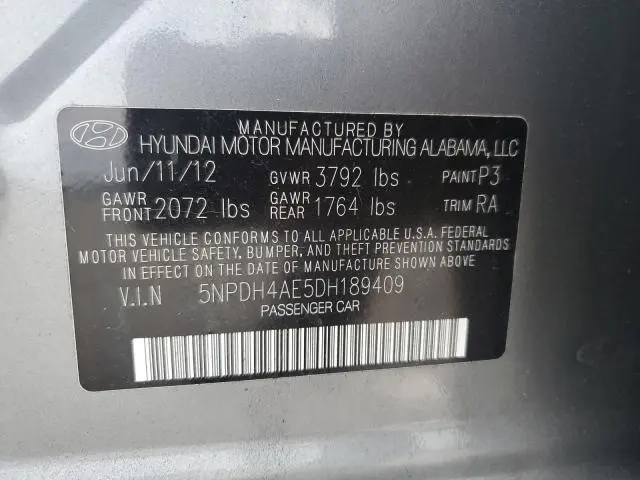 MANUFACTURED BY
HYUNDAI MOTOR MANUFACTURING ALABAMA, LLC
Jun/11/12 GVWR 3792 lbs PAINT P3
GAWR FRONT 2072 lbs GAWR REAR 1764 lbs TRIM RA
THIS VEHICLE CONFORMS TO ALL APPLICABLE U.S.A. FEDERAL
MOTOR VEHICLE SAFETY, BUMPER, AND THEFT PREVENTION STANDARDS
IN EFFECT ON THE DATE OF MANUFACTURE SHOWN ABOVE
V.I.N 5NPDH4AE5DH189409
PASSENGER CAR